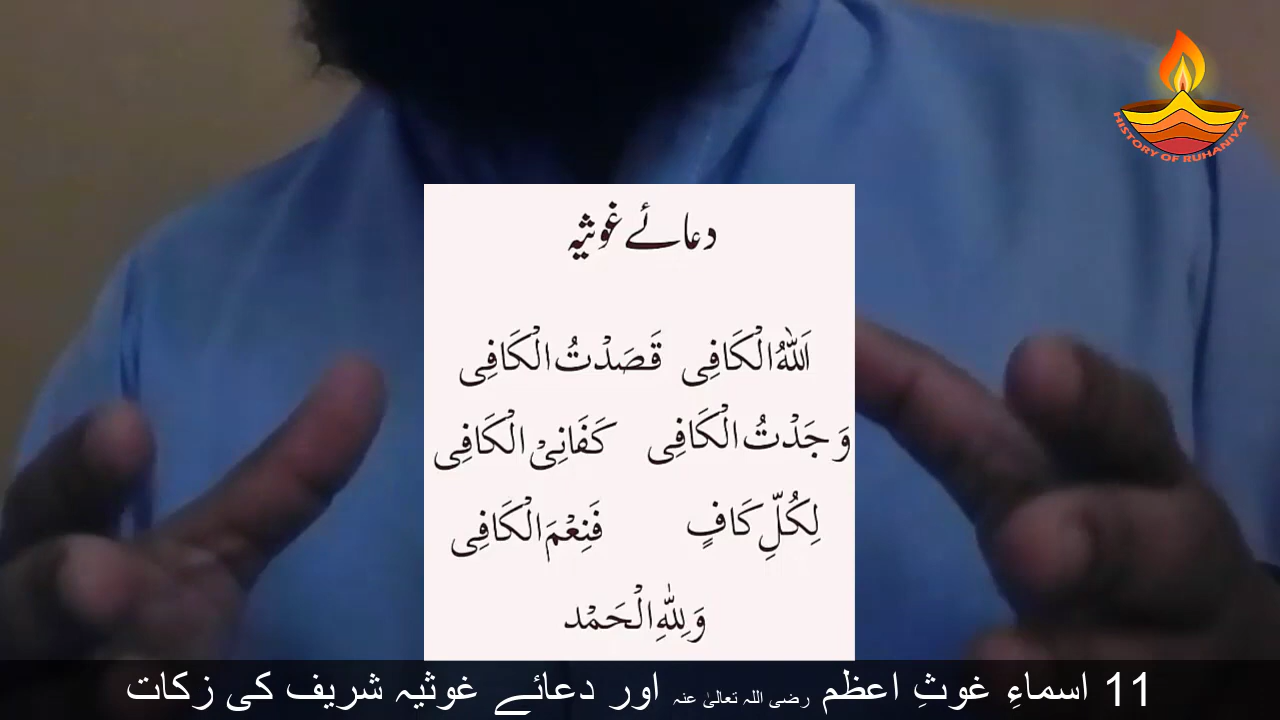 HISTORY OF RUHANIYAT
دعائے غوثیہ
اَللّٰهُ الْکَافِی قَصَدْتُ الْکَافِی
وَجَدْتُ الْکَافِی کَفَانِیْ الْکَافِی
لِکُلِّ کَافٍ فَنِعْمَ الْکَافِی
وَلِلّٰهِ الْحَمْد
11 اسماءِ غوثِ اعظم رضی اللہ تعالیٰ عنہ اور دعائے غوثیہ شریف کی زکات